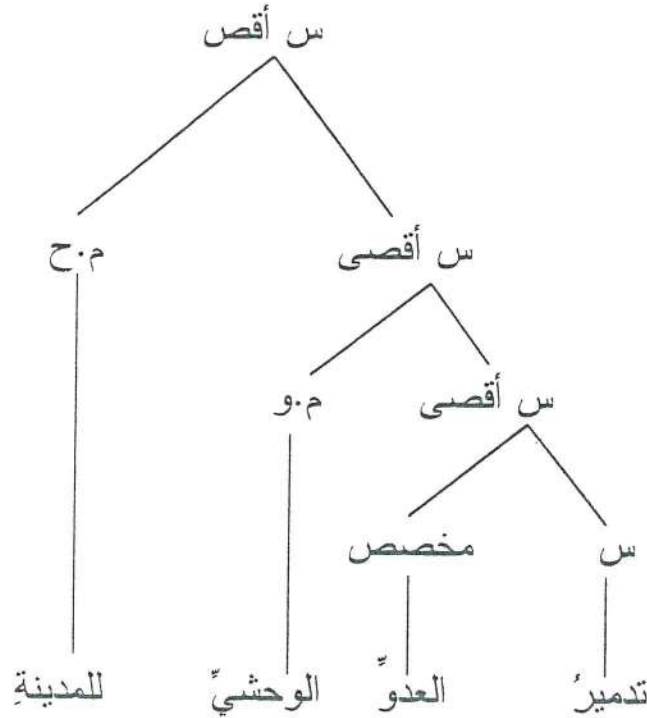 س أقص
م.ح س أقصى
م.و س أقصى
مخصص س
تدميرُ العدوِّ الوحشيِّ للمدينةِ